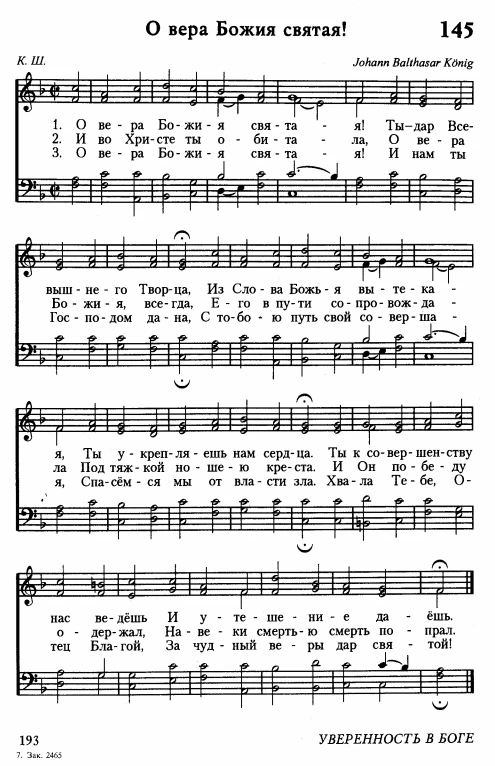 О вера Божия святая! 145
К. Ш. Johann Balthasar König
1. О ве - ра Бо - жи - я свя - та - я! Ты - дар Все-
2. И во Хри - сте ты о - би - та - ла, О ве - ра
3. О ве - ра Бо - жи - я свя - та - я! И нам ты
выш - не - го Твор - ца, Из Сло - ва Божь - я вы - те - ка -
Бо - жи - я, все - гда, Е - го в пу - ти со - про - вож - да -
Гос - по - дом да - на, С то - бо - ю путь свой со - вер - ша -
я, Ты у - креп - ля - ешь нам серд - ца. Ты к со - вер - шен - ству
ла Под тяж - кой но - ше - ю кре - ста. И Он по - бе - ду
я, Спа - сём - ся мы от вла - сти зла. Хва - ла Те - бе, О-
нас ве - дёшь И у - те - ше - ни - е да - ёшь.
о - дер - жал, На - ве - ки смерть - ю смерть по - прал.
тец Бла - гой, За чуд - ный ве - ры дар свя - той!
193 УВЕРЕННОСТЬ В БОГЕ
7. Зак. 2465